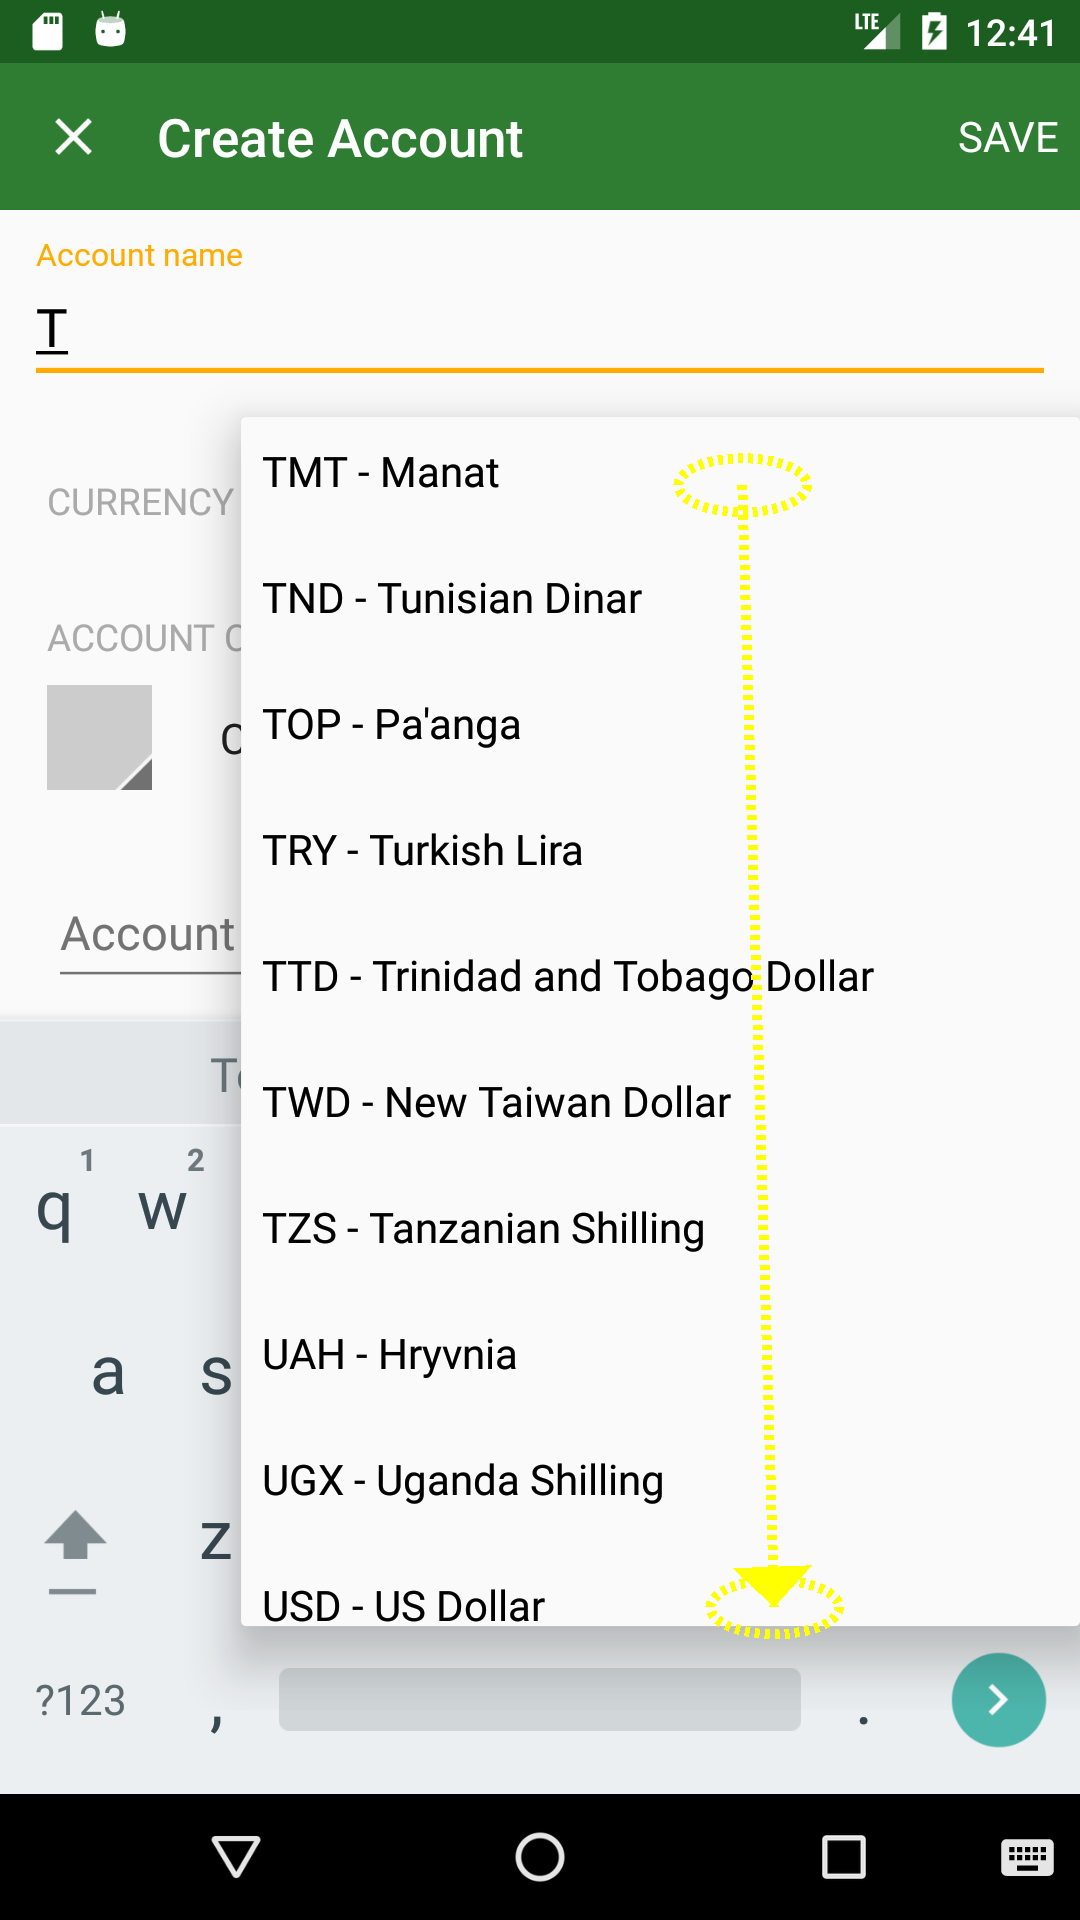 LTE 12:41
Create Account SAVE
Account name
T
TMT - Manat
CURRENCY
TND - Tunisian Dinar
ACCOUNT C
TOP - Pa'anga
TRY - Turkish Lira
Account
TTD - Trinidad and Tobago Dollar
TWD - New Taiwan Dollar
1 2
q w
TZS - Tanzanian Shilling
UAH - Hryvnia
a s
UGX - Uganda Shilling
z
USD - US Dollar
?123 , .